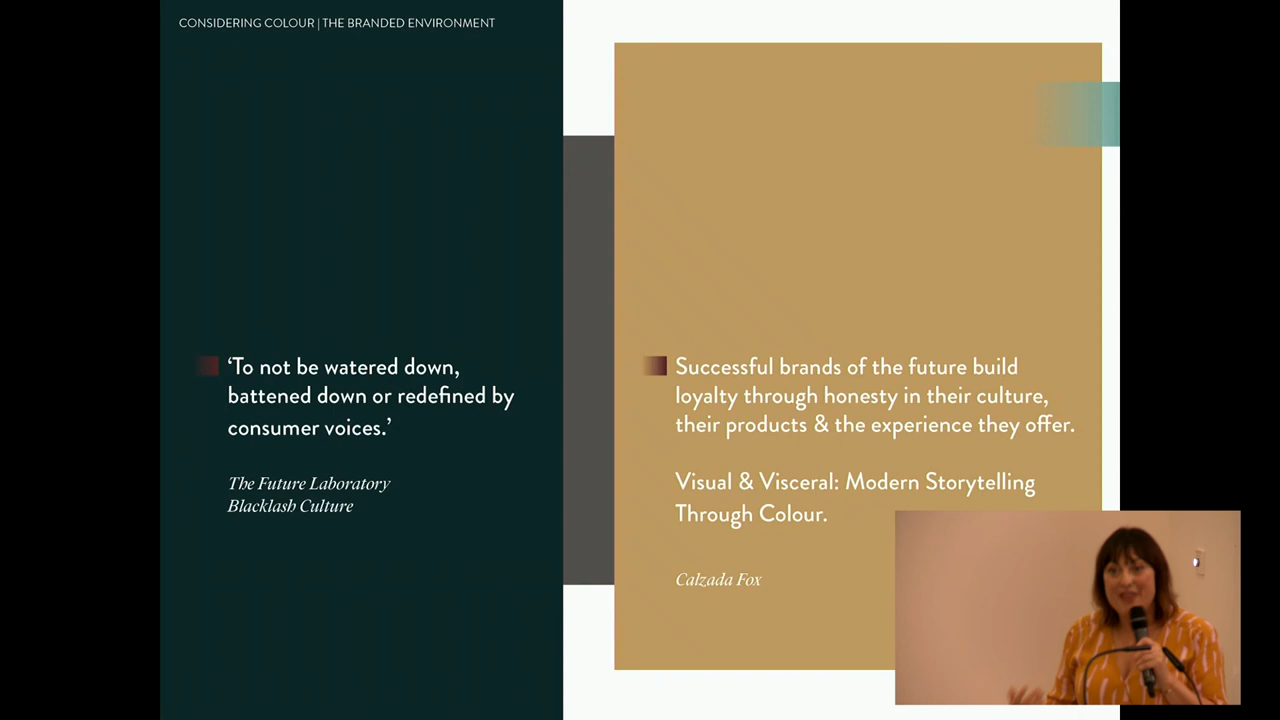 CONSIDERING COLOUR | THE BRANDED ENVIRONMENT
‘To not be watered down,
battened down or redefined by
consumer voices.’
The Future Laboratory
Blacklash Culture
Successful brands of the future build
loyalty through honesty in their culture,
their products & the experience they offer.
Visual & Visceral: Modern Storytelling
Through Colour.
Calzada Fox